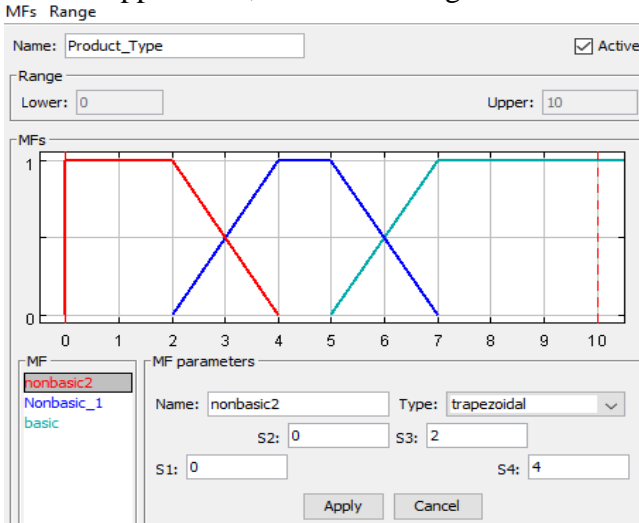 MFs Range
Name: Product_Type Active
Range
Lower: 0 Upper: 10
MFs
1
0
0 1 2 3 4 5 6 7 8 9 10
MF
nonbasic2
Nonbasic_1
basic
MF parameters
Name: nonbasic2 Type: trapezoidal
S2: 0 S3: 2
S1: 0 S4: 4
Apply Cancel